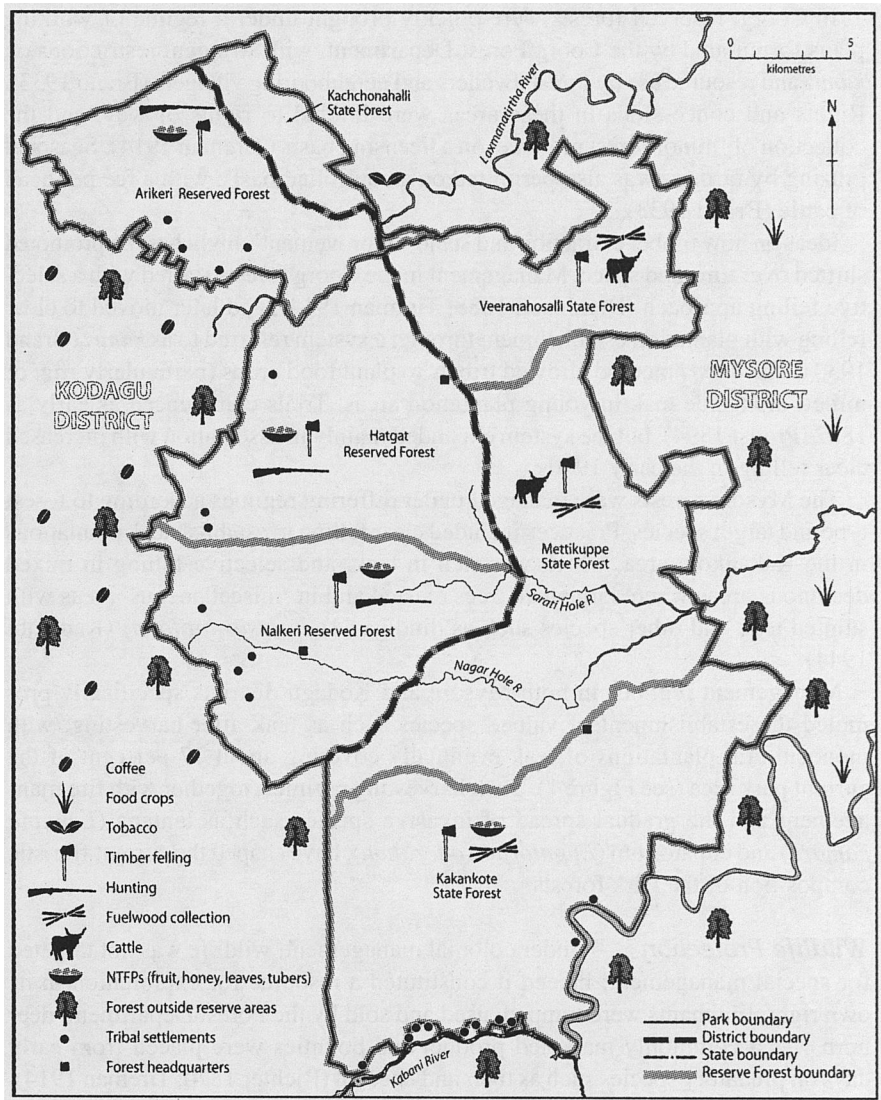 0 5
kilometres
N
Kachchonahalli
State Forest
Laxmanatirtha River
Arikeri Reserved Forest
Veeranahosalli State Forest
KODAGU
DISTRICT
MYSORE
DISTRICT
Hatgat
Reserved Forest
Mettikuppe
State Forest
Sarati Hole R
Nalkeri Reserved Forest
Nagar Hole R
Kakankote
State Forest
Kabani River
Coffee
Food crops
Tobacco
Timber felling
Hunting
Fuelwood collection
Cattle
NTFPs (fruit, honey, leaves, tubers)
Forest outside reserve areas
Tribal settlements
Forest headquarters
Park boundary
District boundary
State boundary
Reserve Forest boundary